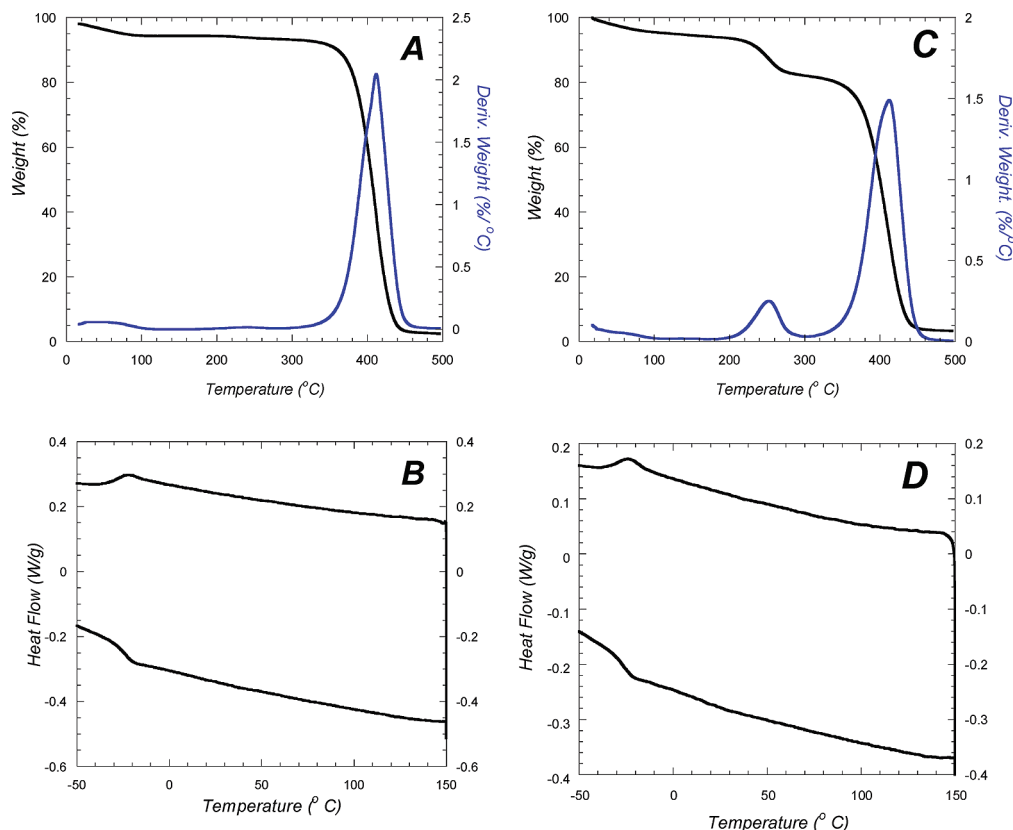 A
100
80
60
40
20
0
Weight (%)
2.5
2
1.5
1
0.5
0
Deriv. Weight (%/°C)
0 100 200 300 400 500
Temperature (°C)
C
100
80
60
40
20
0
Weight (%)
2
1.5
1
0.5
0
Deriv. Weight. (%/°C)
0 100 200 300 400 500
Temperature (° C)
B
0.4
0.2
0
-0.2
-0.4
-0.6
Heat Flow (W/g)
0.4
0.2
0
-0.2
-0.4
-0.6
-50 0 50 100 150
Temperature (° C)
D
0.2
0.1
0
-0.1
-0.2
-0.3
-0.4
Heat Flow (W/g)
0.2
0.1
0
-0.1
-0.2
-0.3
-0.4
-50 0 50 100 150
Temperature (° C)